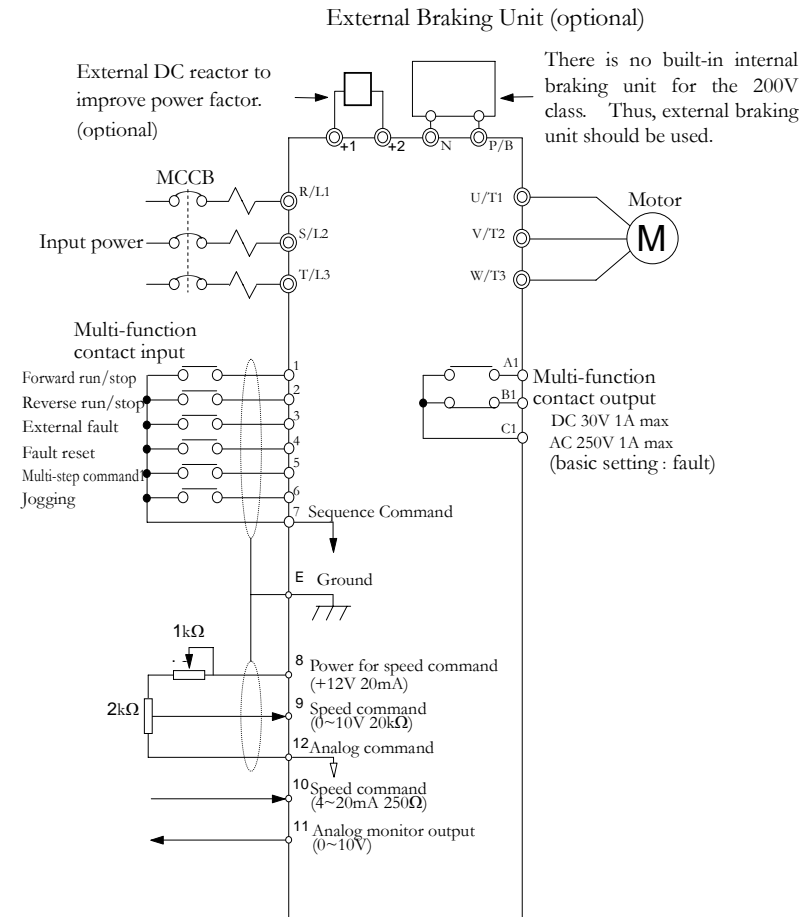 External Braking Unit (optional)
External DC reactor to
improve power factor.
(optional)
There is no built-in internal
braking unit for the 200V
class. Thus, external braking
unit should be used.
+1
+2
N
P/B
MCCB
R/L1
U/T1
Motor
Input power
S/L2
V/T2
M
T/L3
W/T3
Multi-function
contact input
Forward run/stop
1
Reverse run/stop
2
External fault
3
Fault reset
4
Multi-step command1
5
Jogging
6
7 Sequence Command
A1
B1
C1
Multi-function
contact output
DC 30V 1A max
AC 250V 1A max
(basic setting : fault)
E Ground
1kΩ
2kΩ
8 Power for speed command
(+12V 20mA)
9 Speed command
(0~10V 20kΩ)
12 Analog command
10 Speed command
(4~20mA 250Ω)
11 Analog monitor output
(0~10V)